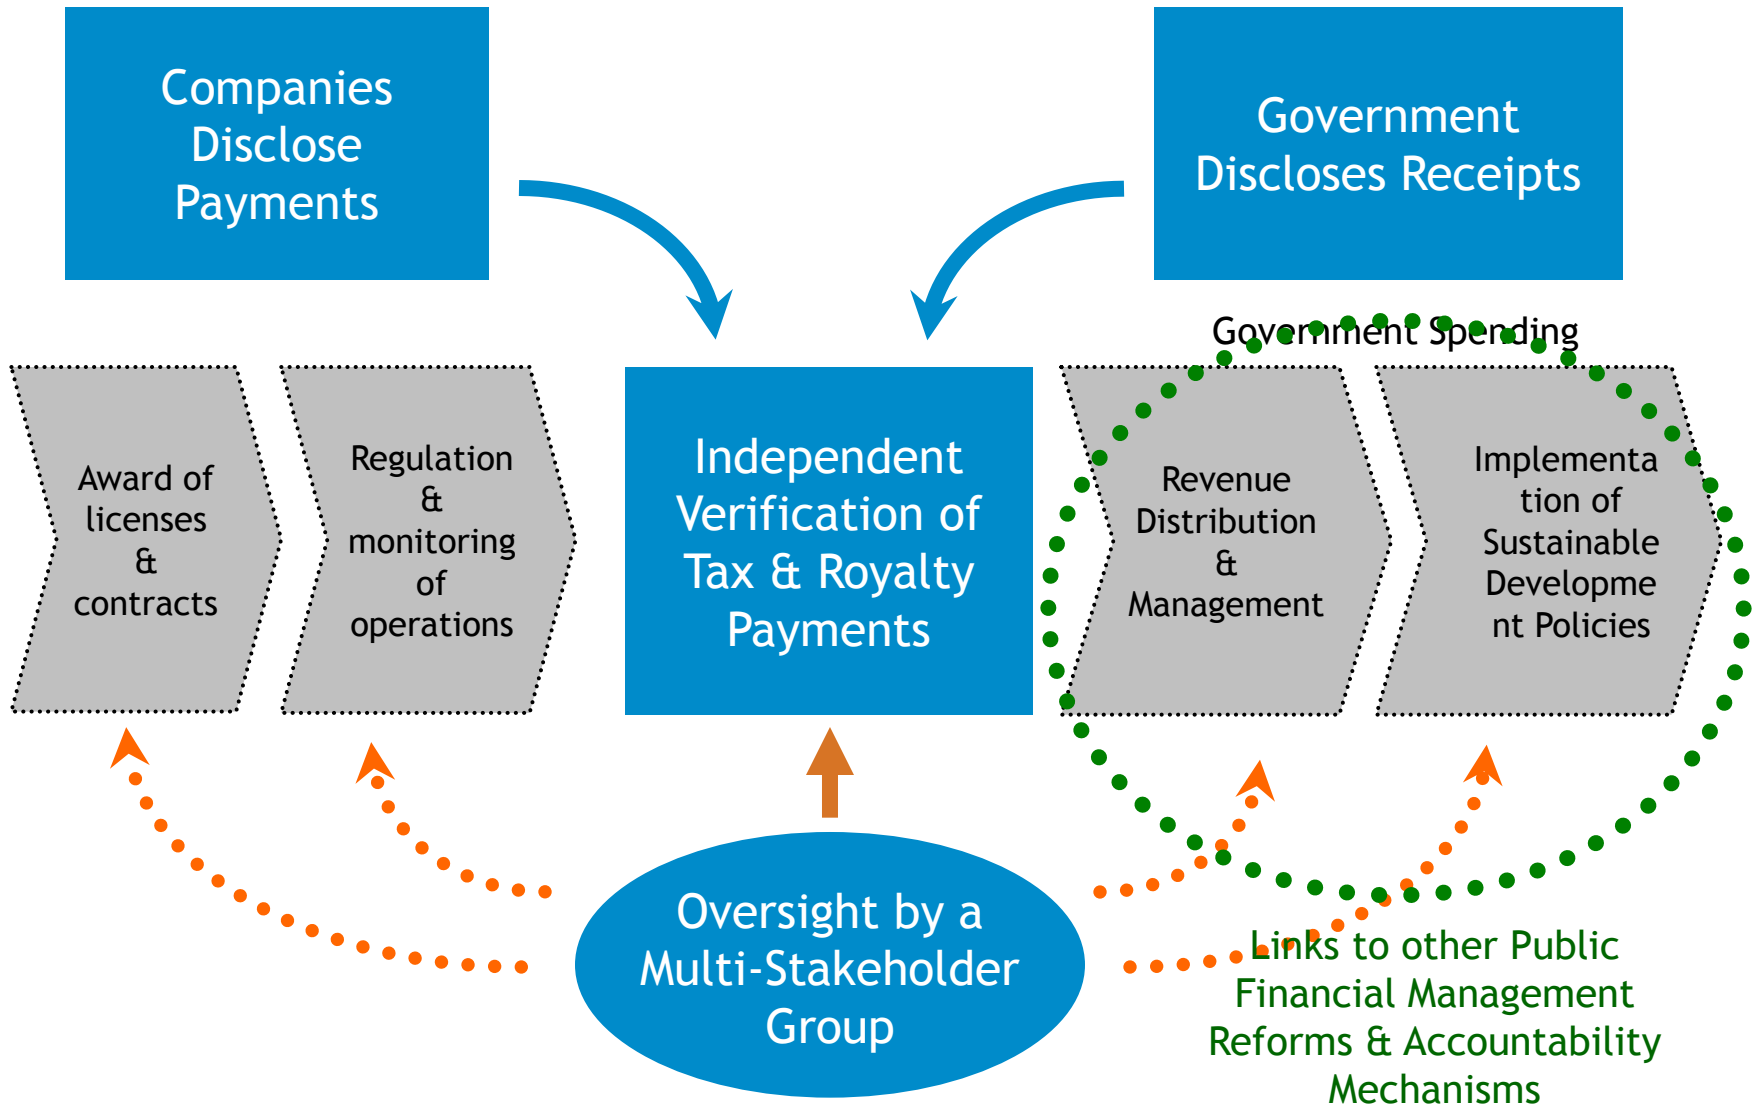 Companies
Disclose
Payments
Government
Discloses Receipts
Government Spending
Award of
licenses
&
contracts
Regulation
&
monitoring
of
operations
Independent
Verification of
Tax & Royalty
Payments
Revenue
Distribution
&
Management
Implementa
tion of
Sustainable
Developme
nt Policies
Oversight by a
Multi-Stakeholder
Group
Links to other Public
Financial Management
Reforms & Accountability
Mechanisms